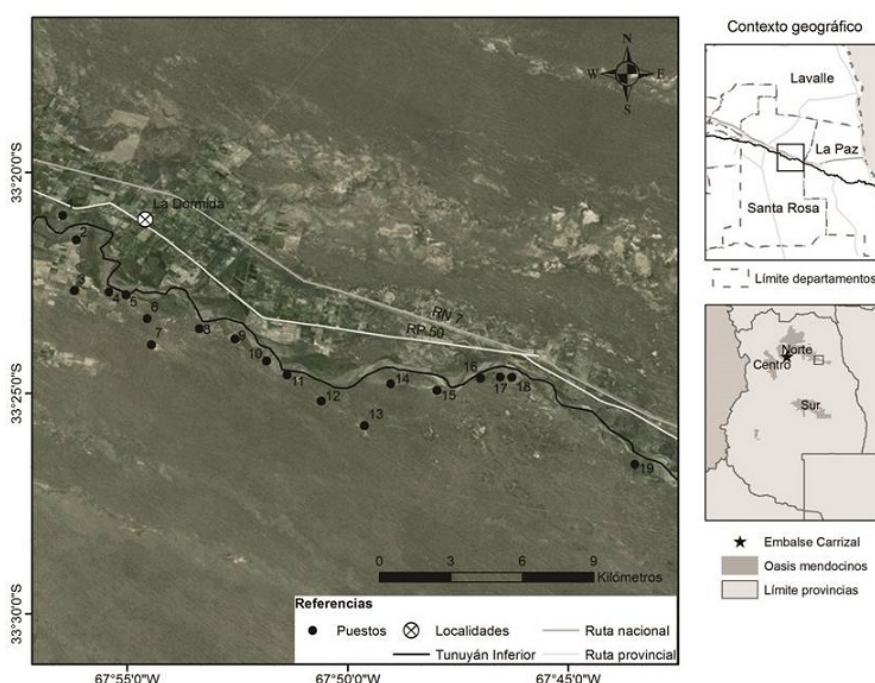 Contexto geográfico
N
W
E
S
33°20'0"S
33°25'0"S
33°30'0"S
La Dormida
RN 7
RP 50
1
2
3
4
5
6
7
8
9
10
11
12
13
14
15
16
17
18
19
0
3
6
9
Kilómetros
Referencias
Puestos
Localidades
Ruta nacional
Tunuyán Inferior
Ruta provincial
67°55'0"W
67°50'0"W
67°45'0"W
Lavalle
La Paz
Santa Rosa
Límite departamentos
Norte
Centro
Sur
Embalse Carrizal
Oasis mendocinos
Límite provincias